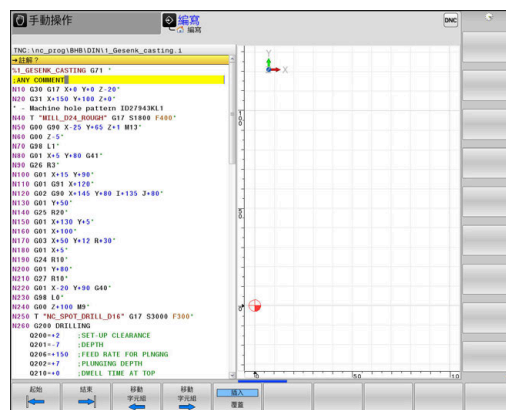 手動操作
編寫
編寫
DNC
TNC:\nc_prog\BHB\DIN\1_Gesenk_casting.i
→註解 ?
%1_GESENK_CASTING G71 *
;ANY COMMENT
N10 G30 G17 X+0 Y+0 Z-20*
N20 G31 X+150 Y+100 Z+0*
* - Machine hole pattern ID27943KL1
N40 T "MILL_D24_ROUGH" G17 S1800 F400*
N50 G00 G90 X-25 Y+65 Z+1 M13*
N60 G00 Z-5*
N70 G98 L1*
N80 G01 X+5 Y+80 G41*
N90 G26 R3*
N100 G01 X+15 Y+90*
N110 G01 G91 X+120*
N120 G02 G90 X+145 Y+80 I+135 J+80*
N130 G01 Y+50*
N140 G25 R20*
N150 G01 X+130 Y+5*
N160 G01 X+100*
N170 G03 X+50 Y+12 R+30*
N180 G01 X+5*
N190 G24 R10*
N200 G01 Y+80*
N210 G27 R10*
N220 G01 X-20 Y+90 G40*
N230 G98 L0*
N240 G00 Z+100 M9*
N250 T "NC_SPOT_DRILL_D16" G17 S3000 F300*
N260 G200 DRILLING
Q200=+2 ;SET-UP CLEARANCE
Q201=-7 ;DEPTH
Q206=+150 ;FEED RATE FOR PLNGNG
Q202=+7 ;PLUNGING DEPTH
Q210=+0 ;DWELL TIME AT TOP
Y
X
100
50
0
0
50
起始
結束
移動
字元組
移動
字元組
插入
覆蓋